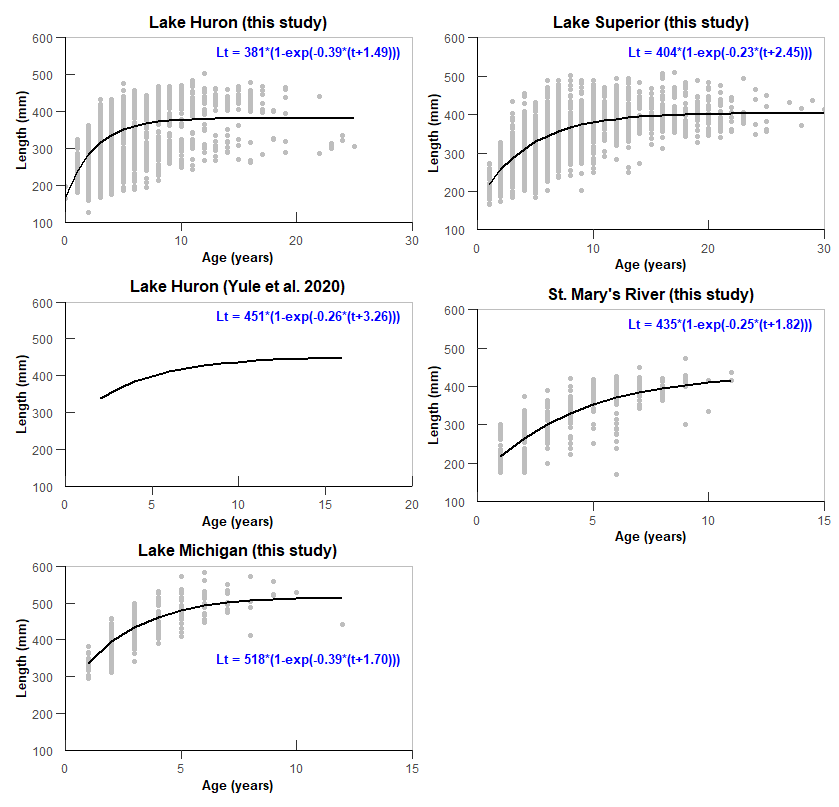 Lake Huron (this study)
Lt = 381*(1-exp(-0.39*(t+1.49)))
600
500
400
300
200
100
Length (mm)
0
10
20
30
Age (years)
Lake Superior (this study)
Lt = 404*(1-exp(-0.23*(t+2.45)))
600
500
400
300
200
100
Length (mm)
0
10
20
30
Age (years)
Lake Huron (Yule et al. 2020)
Lt = 451*(1-exp(-0.26*(t+3.26)))
600
500
400
300
200
100
Length (mm)
0
5
10
15
20
Age (years)
St. Mary's River (this study)
Lt = 435*(1-exp(-0.25*(t+1.82)))
600
500
400
300
200
100
Length (mm)
0
5
10
15
Age (years)
Lake Michigan (this study)
Lt = 518*(1-exp(-0.39*(t+1.70)))
600
500
400
300
200
100
Length (mm)
0
5
10
15
Age (years)